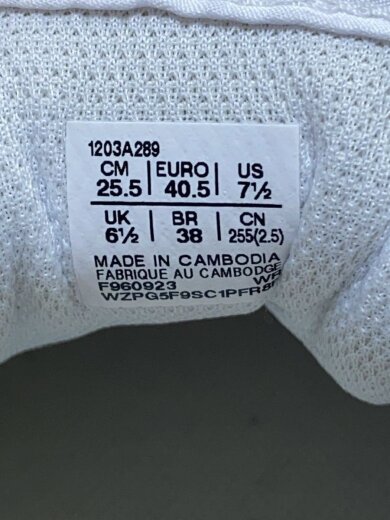 1203A289
CM | EURO | US
25.5 | 40.5 | 7½
UK | BR | CN
6½ | 38 | 255(2.5)
MADE IN CAMBODIA
FABRIQUE AU CAMBODGE
F960923